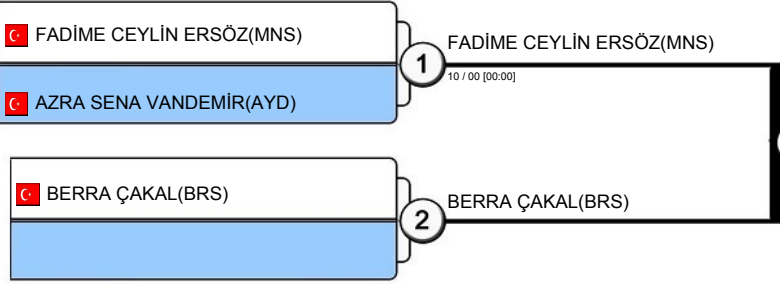 FADİME CEYLİN ERSÖZ(MNS)
AZRA SENA VANDEMİR(AYD)
1
FADİME CEYLİN ERSÖZ(MNS)
10 / 00 [00:00]
BERRA ÇAKAL(BRS)
2
BERRA ÇAKAL(BRS)